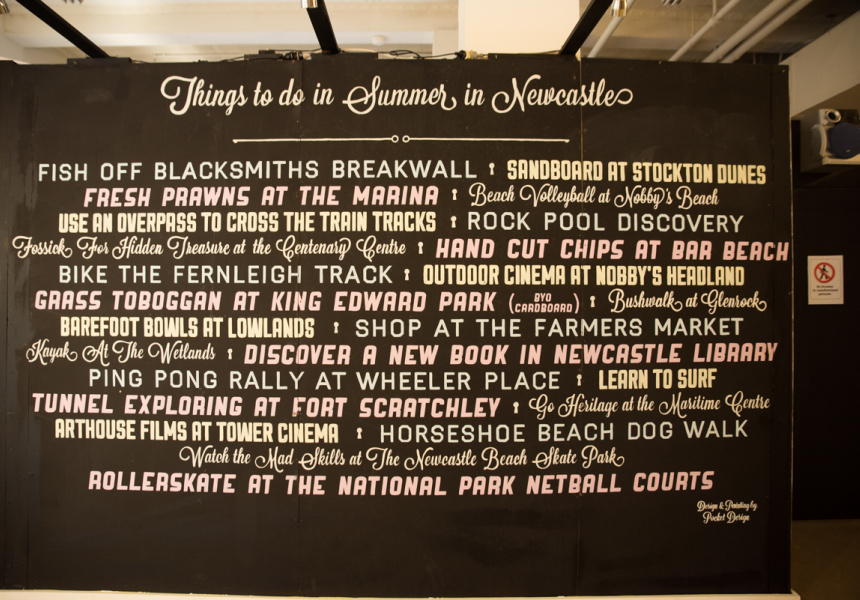 Things to do in Summer in Newcastle
FISH OFF BLACKSMITHS BREAKWALL SANDBOARD AT STOCKTON DUNES
FRESH PRAWNS AT THE MARINA Beach Volleyball at Nobby's Beach
USE AN OVERPASS TO CROSS THE TRAIN TRACKS ROCK POOL DISCOVERY
Fossick For Hidden Treasure at the Centenary Centre HAND CUT CHIPS AT BAR BEACH
BIKE THE FERNLEIGH TRACK OUTDOOR CINEMA AT NOBBY'S HEADLAND
GRASS TOBOGGAN AT KING EDWARD PARK (BYO CARDBOARD) Bushwalk at Glenrock
BAREFOOT BOWLS AT LOWLANDS SHOP AT THE FARMERS MARKET
Kayak At The Wetlands DISCOVER A NEW BOOK IN NEWCASTLE LIBRARY
PING PONG RALLY AT WHEELER PLACE LEARN TO SURF
TUNNEL EXPLORING AT FORT SCRATCHLEY Go Heritage at the Maritime Centre
ARTHOUSE FILMS AT TOWER CINEMA HORSESHOE BEACH DOG WALK
Watch the Mad Skills at The Newcastle Beach Skate Park
ROLLERSKATE AT THE NATIONAL PARK NETBALL COURTS
Design & Painting by
Pocket Design